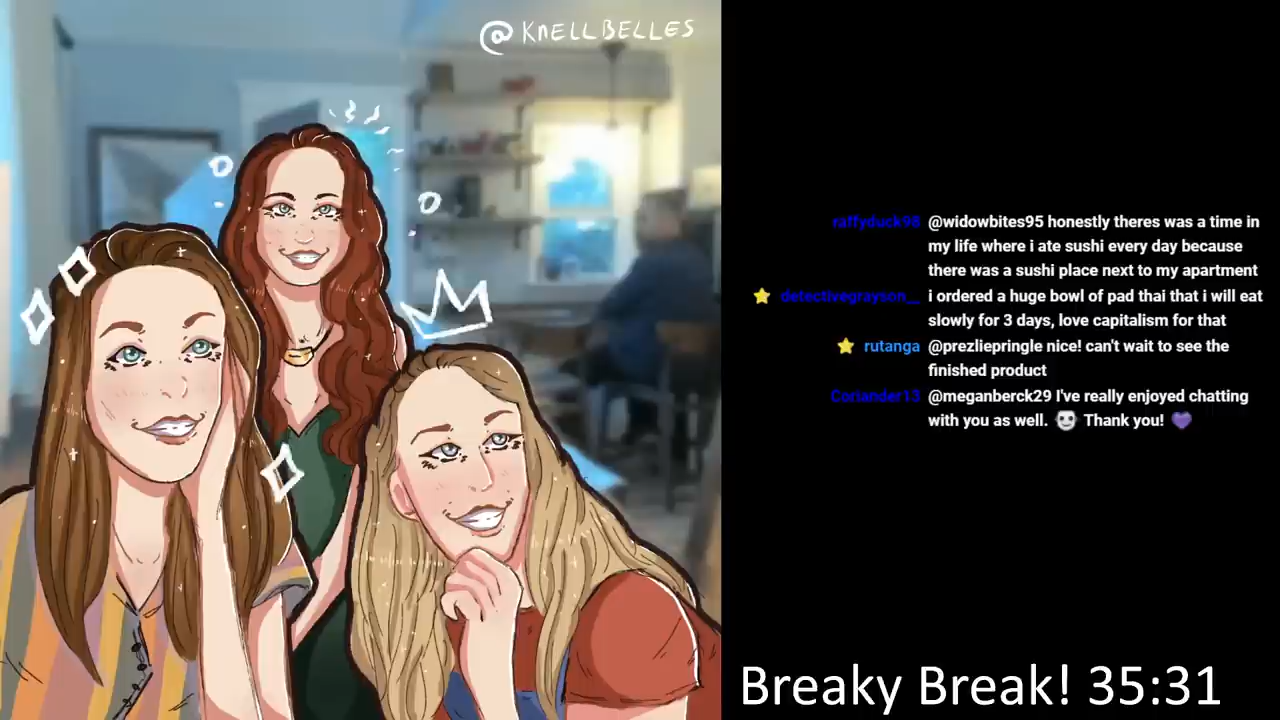 @KNELLBELLES
raffyduck98 @widowbites95 honestly theres was a time in
my life where i ate sushi every day because
there was a sushi place next to my apartment
detectivegrayson__ i ordered a huge bowl of pad thai that i will eat
slowly for 3 days, love capitalism for that
rutanga @prezliepringle nice! can't wait to see the
finished product
Coriander13 @meganberck29 I've really enjoyed chatting
with you as well. Thank you!
Breaky Break! 35:31